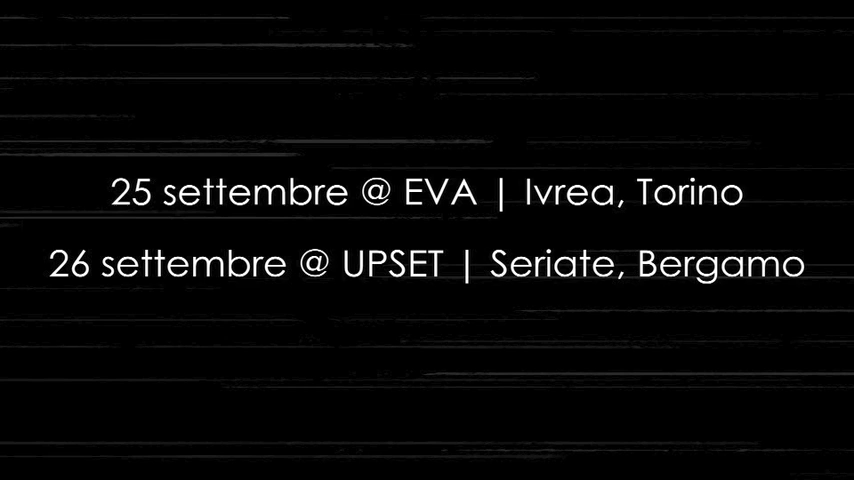 25 settembre @ EVA | Ivrea, Torino
26 settembre @ UPSET | Seriate, Bergamo